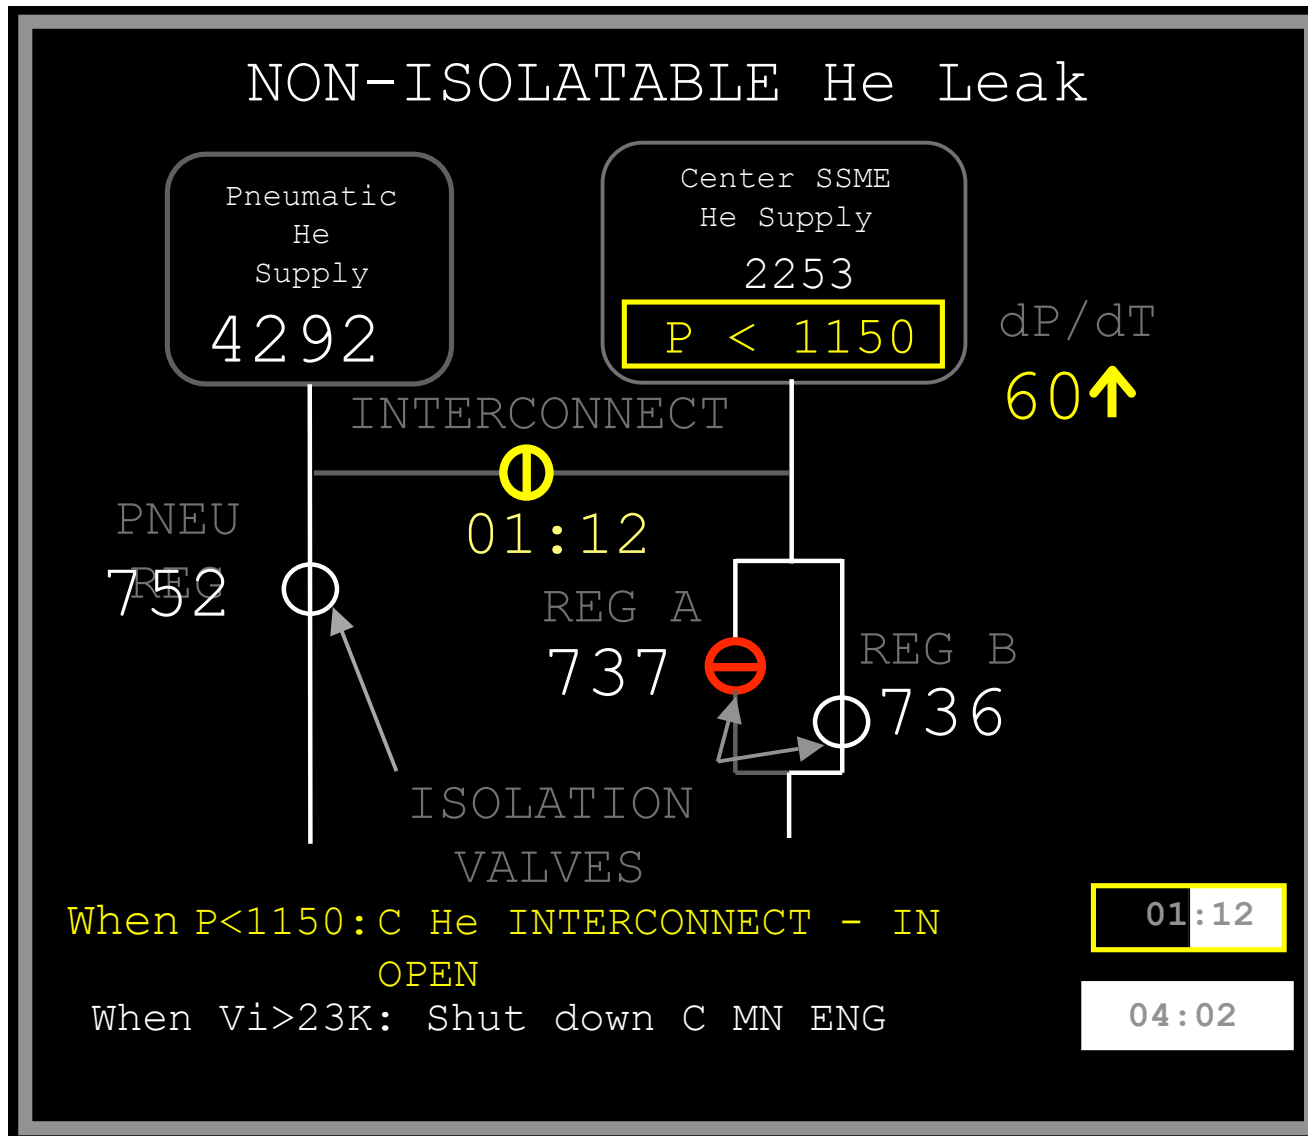 NON-ISOLATABLE He Leak
Pneumatic
He
Supply
4292
Center SSME
He Supply
2253
P < 1150
dP/dT
60↑
INTERCONNECT
01:12
PNEU
REG
752
REG A
737
REG B
736
ISOLATION
VALVES
When P<1150: C He INTERCONNECT - IN
OPEN
01:12
When Vi>23K: Shut down C MN ENG
04:02